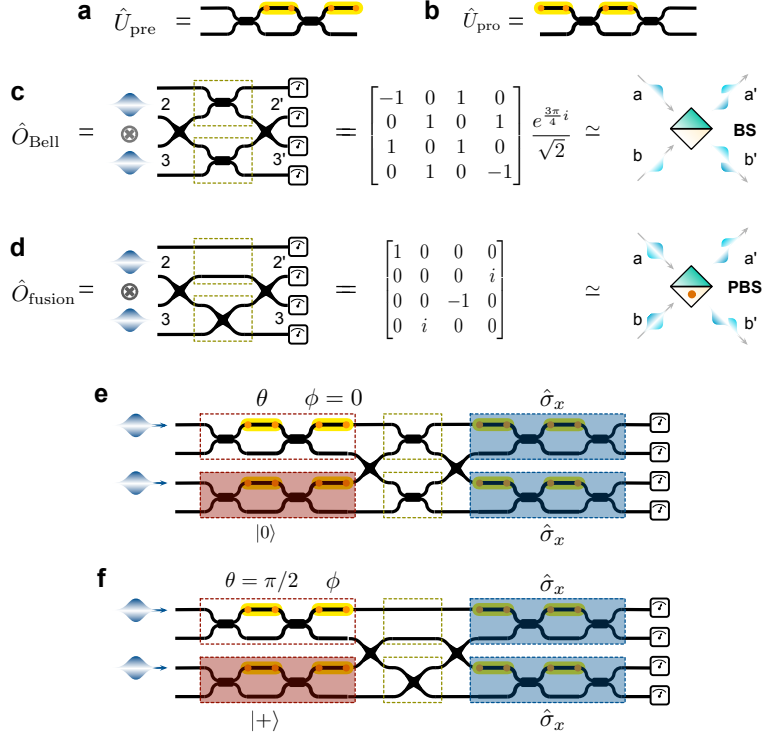 a Û_pre =
b Û_pro =
c Ô_Bell = ⊗ 2 3 2' 3' = [−1 0 1 0; 0 1 0 1; 1 0 1 0; 0 1 0 −1] e^{3π/4 i}/√2 ≃ a b a' b' BS
d Ô_fusion = ⊗ 2 3 2' 3 = [1 0 0 0; 0 0 0 i; 0 0 −1 0; 0 i 0 0] ≃ a b a' b' PBS
e θ ϕ = 0 σ̂_x
|0⟩ σ̂_x
f θ = π/2 ϕ σ̂_x
|+⟩ σ̂_x